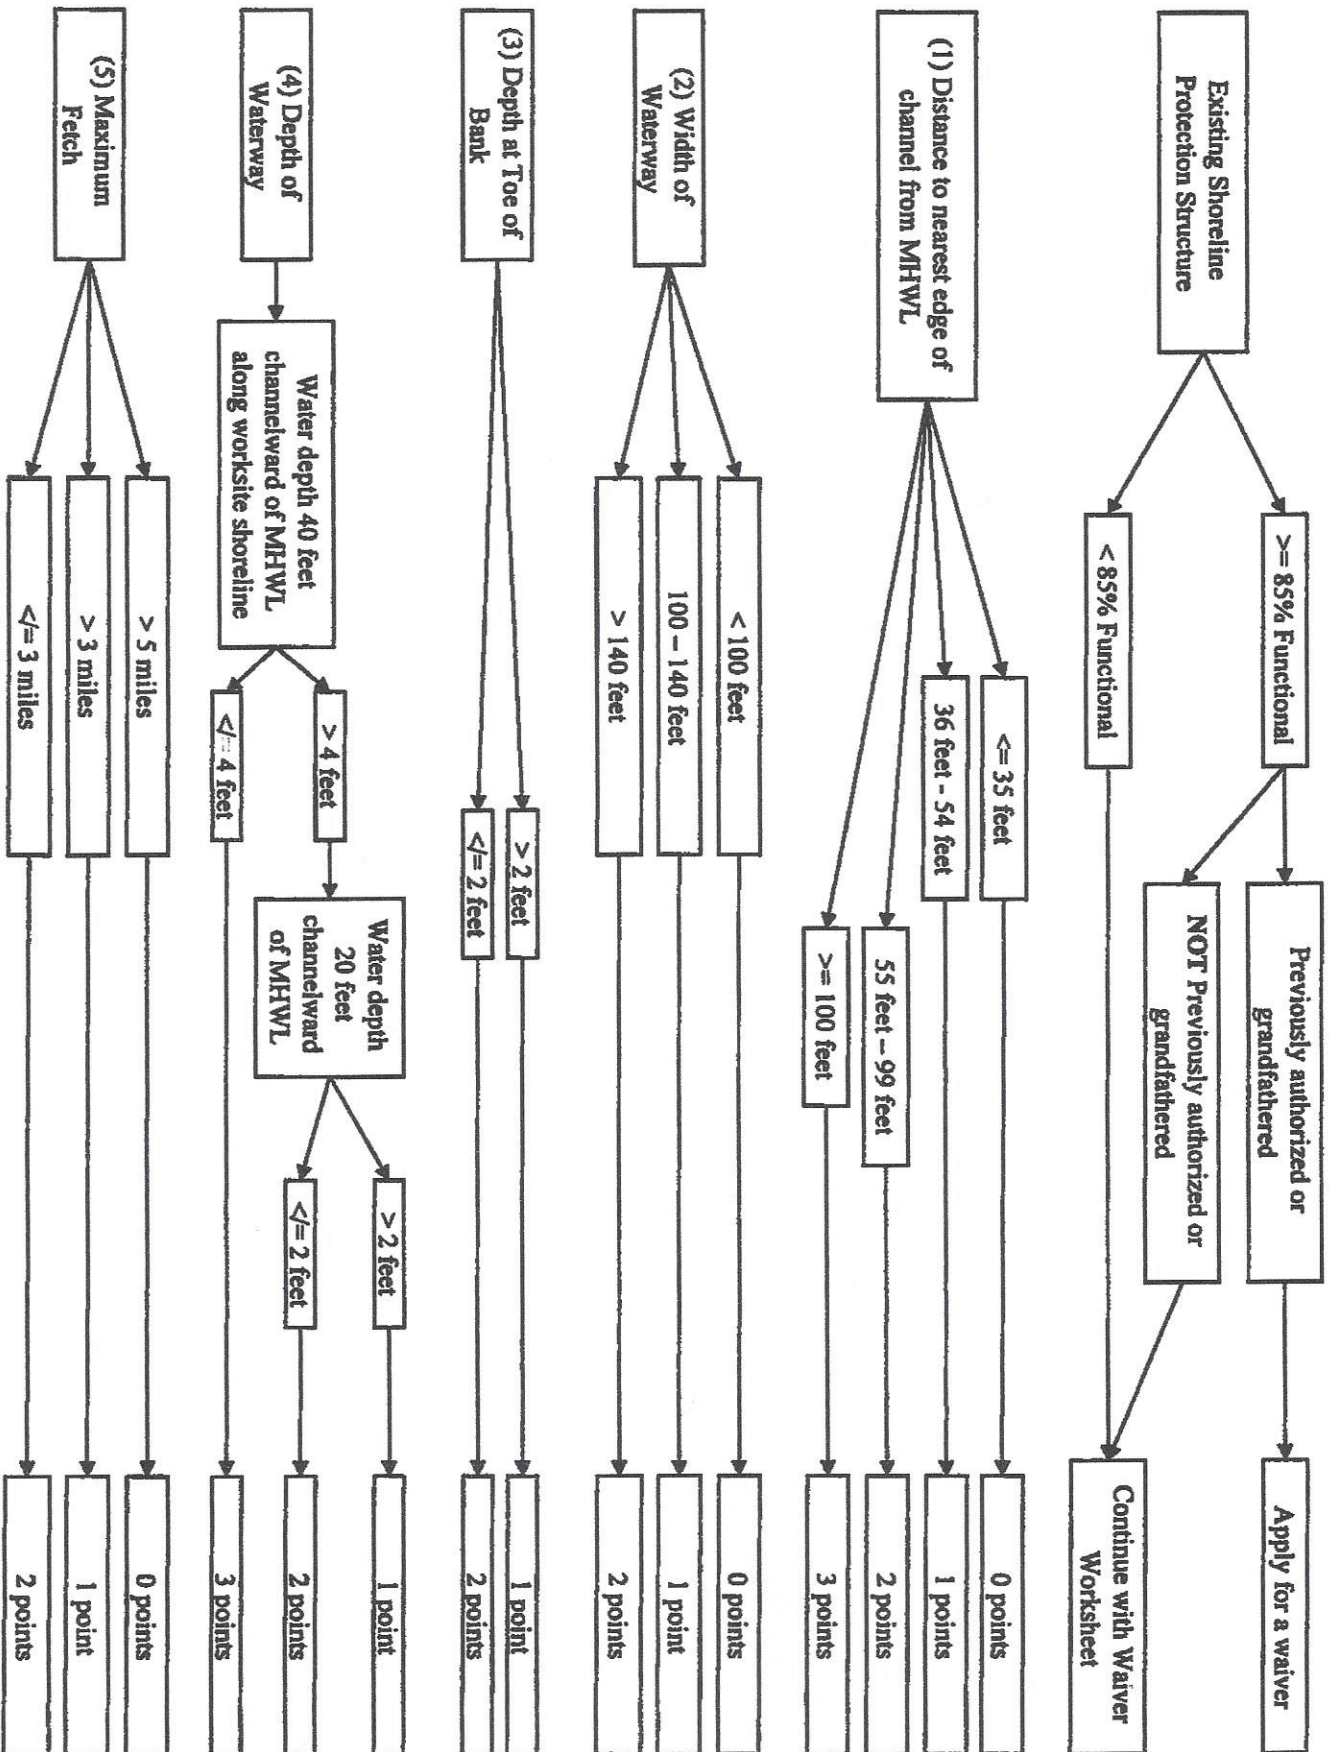 Existing Shoreline
Protection Structure
>= 85% Functional
< 85% Functional
Previously authorized or
grandfathered
NOT Previously authorized or
grandfathered
Apply for a waiver
Continue with Waiver
Worksheet
(1) Distance to nearest edge of
channel from MHWL
<= 35 feet
36 feet - 54 feet
55 feet – 99 feet
>= 100 feet
0 points
1 point
2 points
3 points
(2) Width of
Waterway
< 100 feet
100 – 140 feet
> 140 feet
0 points
1 point
2 points
(3) Depth at Toe of
Bank
> 2 feet
</= 2 feet
1 point
2 points
(4) Depth of
Waterway
Water depth 40 feet
channelward of MHWL
along worksite shoreline
> 4 feet
</= 4 feet
Water depth
20 feet
channelward
of MHWL
> 2 feet
</= 2 feet
1 point
2 points
3 points
(5) Maximum
Fetch
> 5 miles
> 3 miles
</= 3 miles
0 points
1 point
2 points